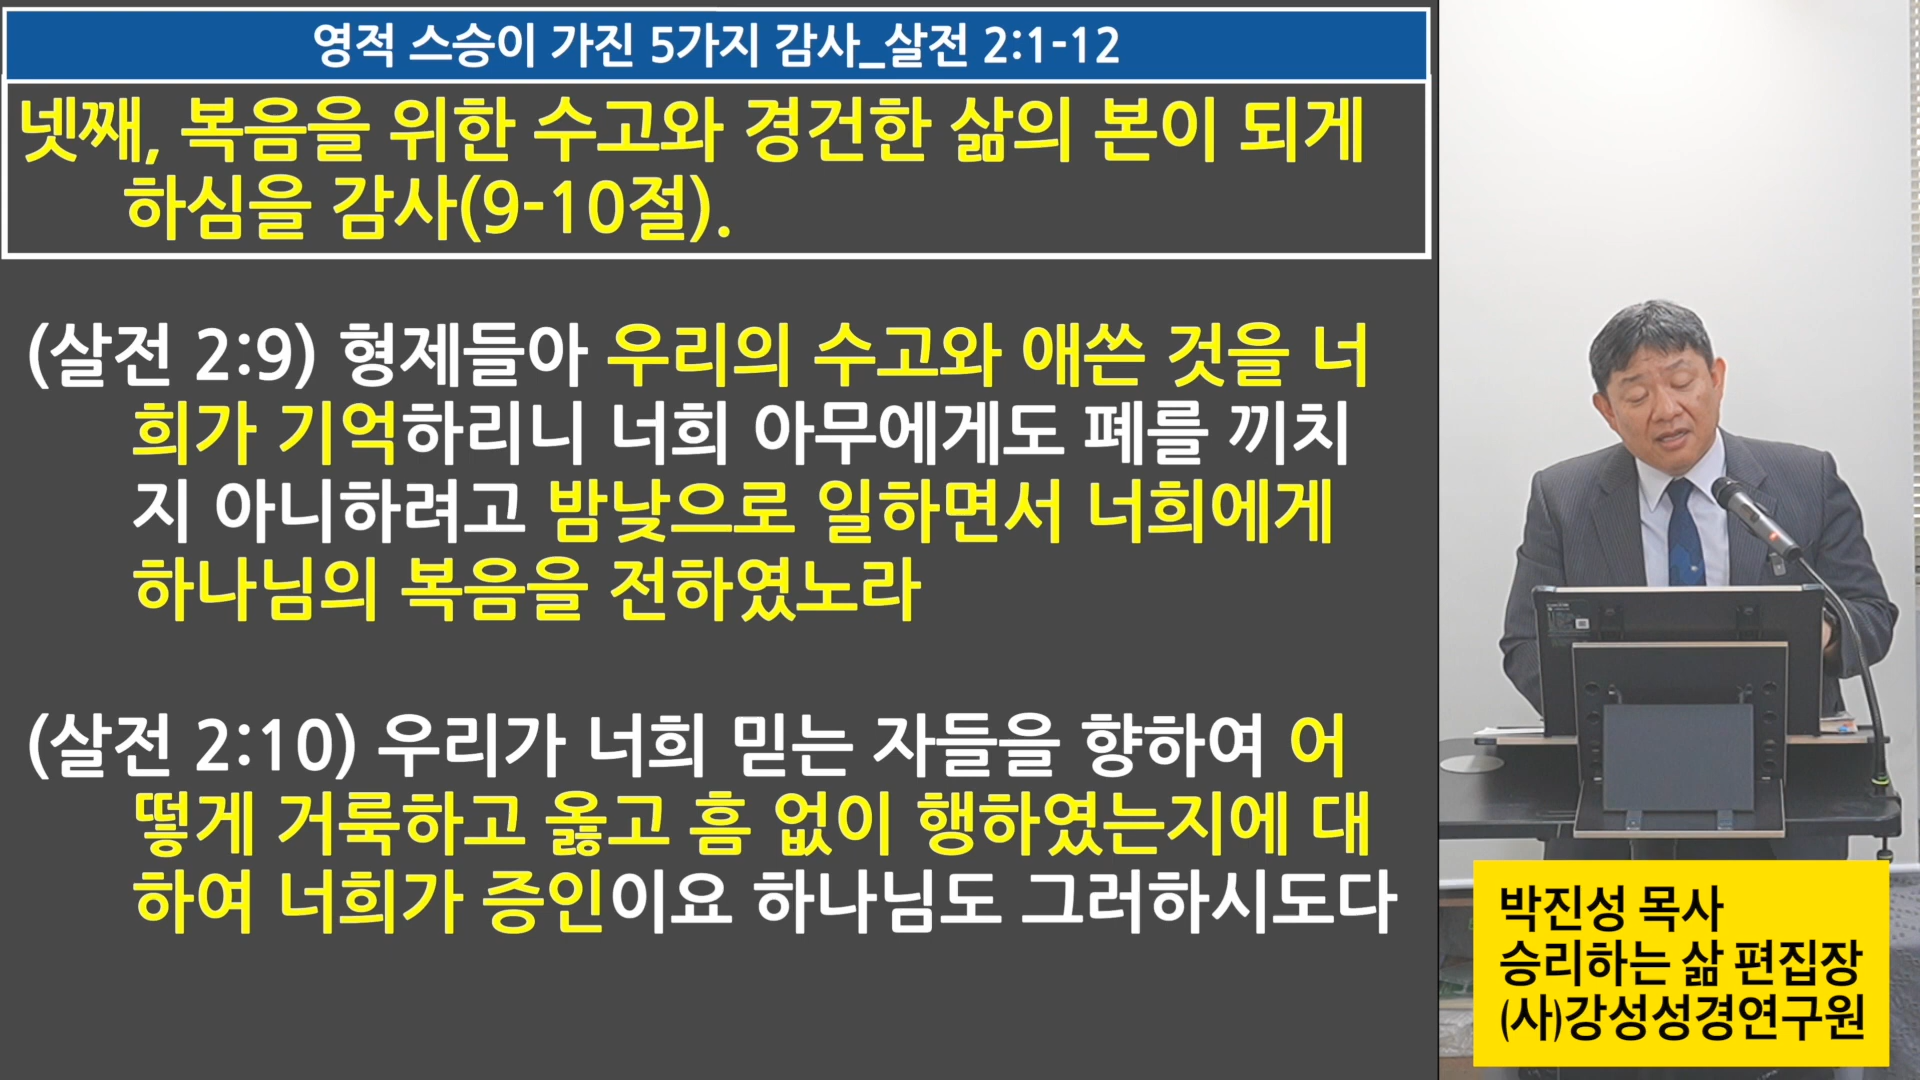 영적 스승이 가진 5가지 감사_살전 2:1-12
넷째, 복음을 위한 수고와 경건한 삶의 본이 되게
하심을 감사(9-10절).
(살전 2:9) 형제들아 우리의 수고와 애쓴 것을 너
희가 기억하리니 너희 아무에게도 폐를 끼치
지 아니하려고 밤낮으로 일하면서 너희에게
하나님의 복음을 전하였노라
(살전 2:10) 우리가 너희 믿는 자들을 향하여 어
떻게 거룩하고 옳고 흠 없이 행하였는지에 대
하여 너희가 증인이요 하나님도 그러하시도다
박진성 목사
승리하는 삶 편집장
(사)강성성경연구원